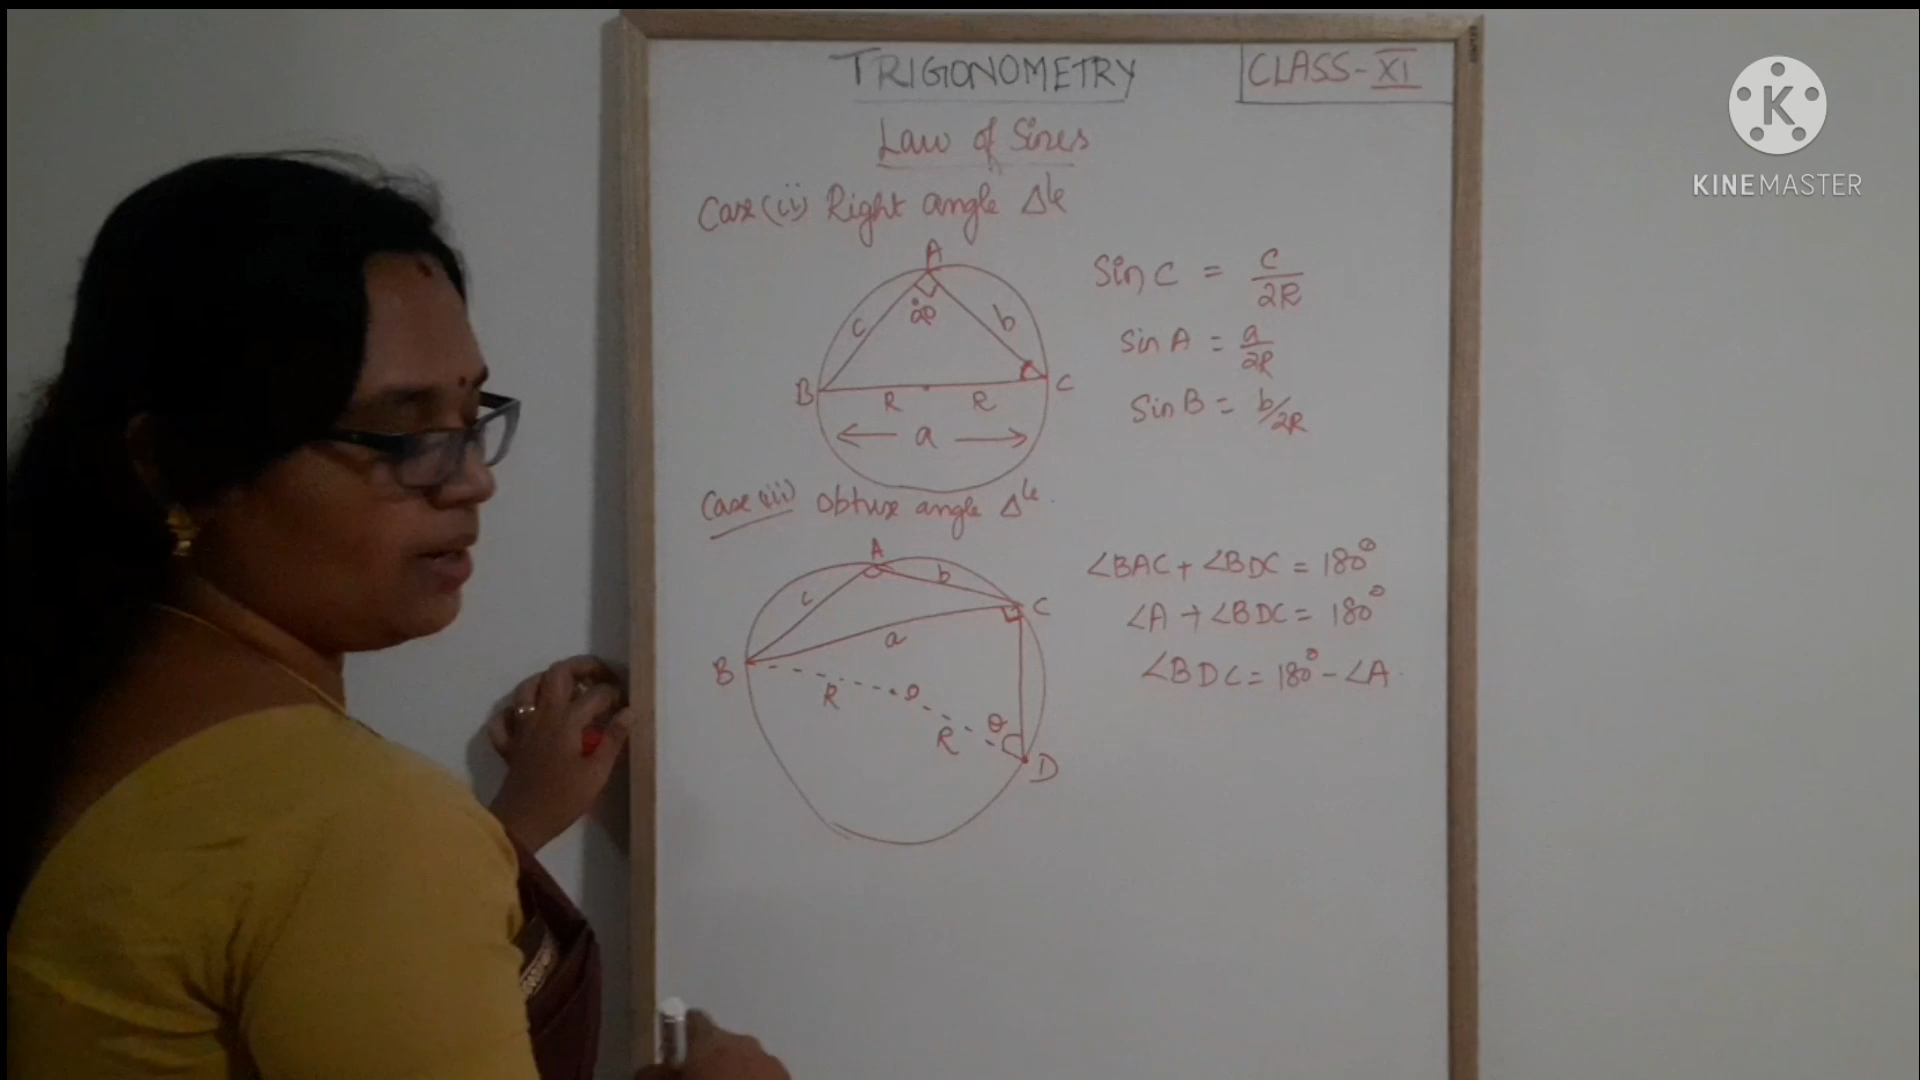 TRIGONOMETRY
CLASS-XI
Law of Sines
Case (ii) Right angle Δle
A
90°
c
b
B
C
R
R
a
Sin C = c/2R
Sin A = a/2R
Sin B = b/2R
Case (iii) Obtuse angle Δle.
A
c
b
C
a
B
R
O
R
θ
D
∠BAC + ∠BDC = 180°
∠A + ∠BDC = 180°
∠BDC = 180° - ∠A.
K
KINEMASTER